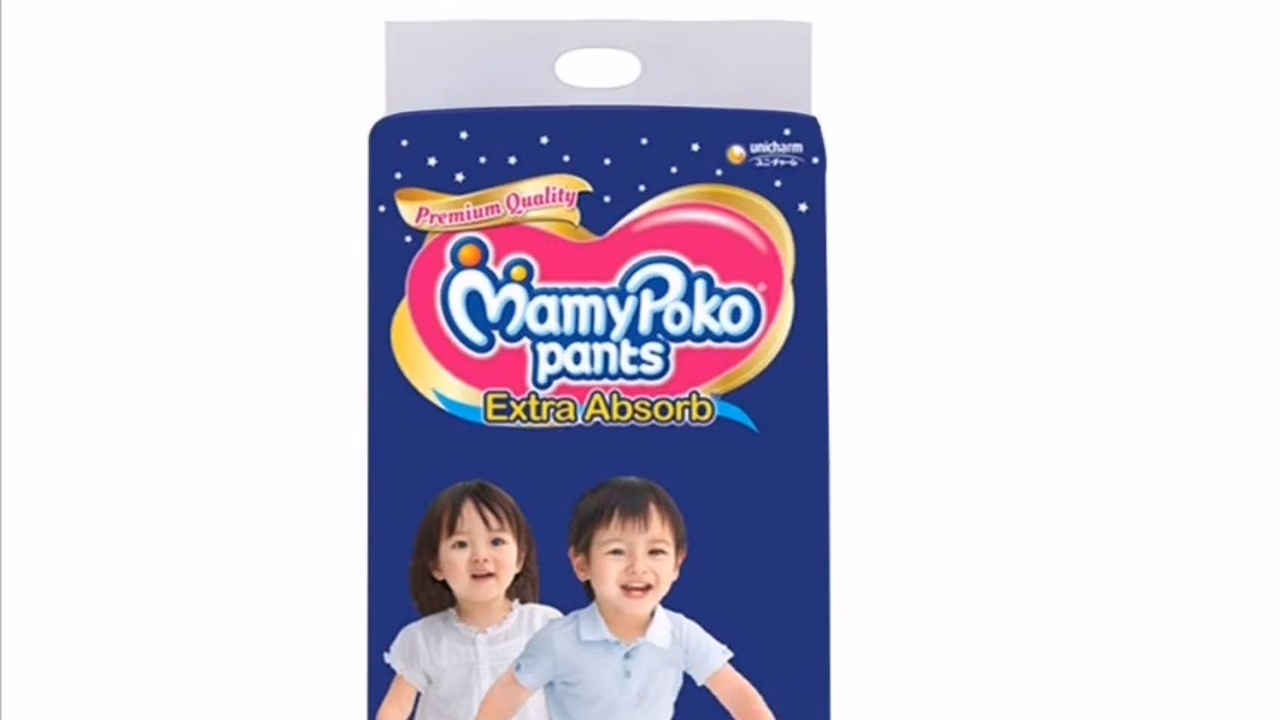 unicharm
ユニ・チャーム
Premium Quality
MamyPoko
pants
Extra Absorb